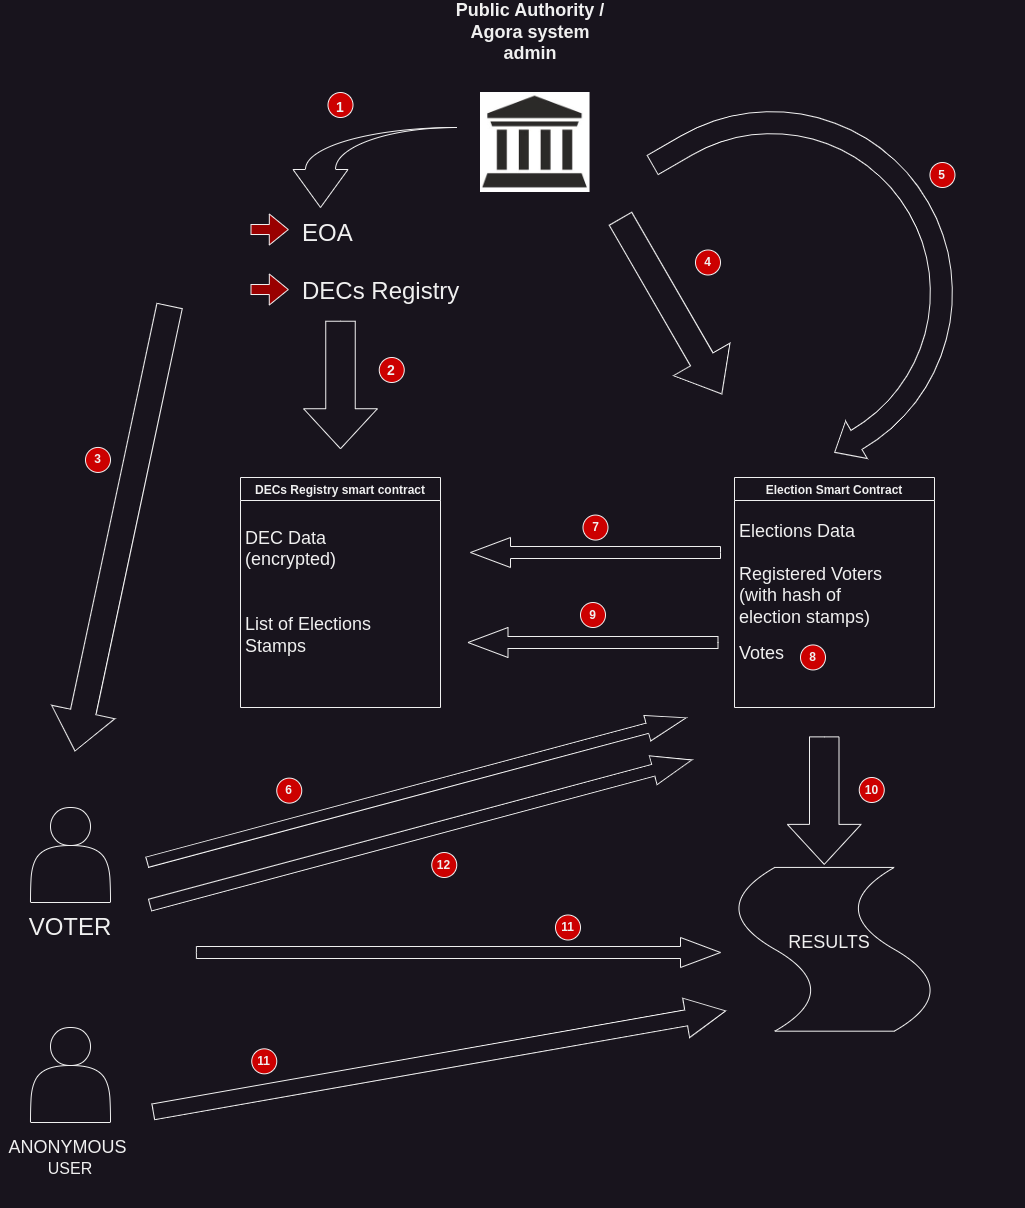 Public Authority /
Agora system
admin
1
5
EOA
4
DECs Registry
2
3
DECs Registry smart contract
Election Smart Contract
DEC Data
(encrypted)
List of Elections
Stamps
7
9
Elections Data
Registered Voters
(with hash of
election stamps)
Votes
8
6
10
12
VOTER
11
RESULTS
11
ANONYMOUS
USER